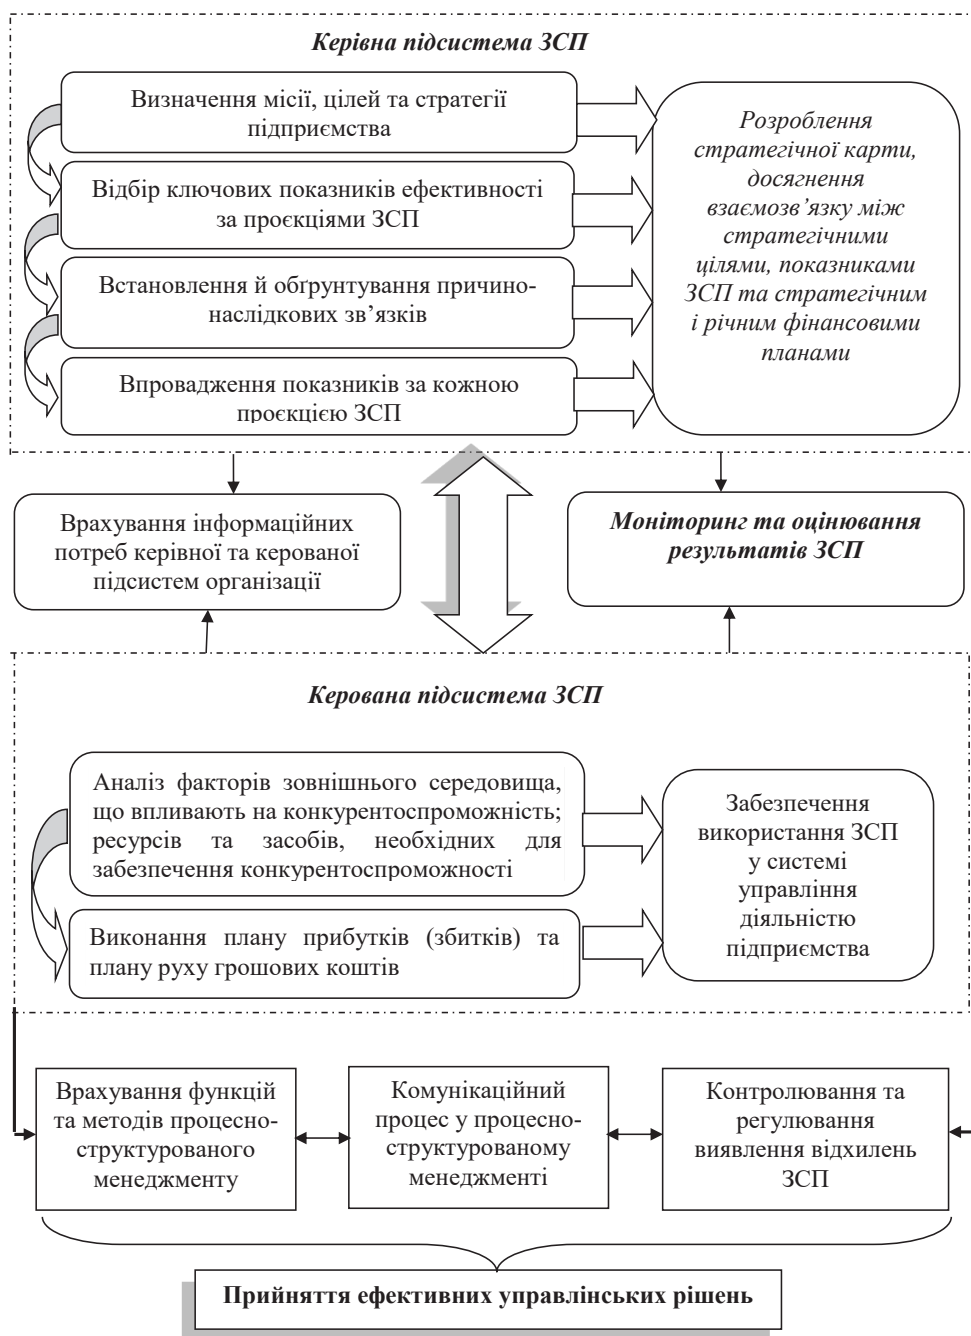 Керівна підсистема ЗСП
Визначення місії, цілей та стратегії
підприємства
Відбір ключових показників ефективності
за проєкціями ЗСП
Встановлення й обґрунтування причино-
наслідкових зв’язків
Впровадження показників за кожною
проєкцією ЗСП
Розроблення
стратегічної карти,
досягнення
взаємозв’язку між
стратегічними
цілями, показниками
ЗСП та стратегічним
і річним фінансовими
планами
Врахування інформаційних
потреб керівної та керованої
підсистем організації
Моніторинг та оцінювання
результатів ЗСП
Керована підсистема ЗСП
Аналіз факторів зовнішнього середовища,
що впливають на конкурентоспроможність;
ресурсів та засобів, необхідних для
забезпечення конкурентоспроможності
Виконання плану прибутків (збитків) та
плану руху грошових коштів
Забезпечення
використання ЗСП
у системі
управління
діяльністю
підприємства
Врахування функцій
та методів процесно-
структурованого
менеджменту
Комунікаційний
процес у процесно-
структурованому
менеджменті
Контролювання та
регулювання
виявлення відхилень
ЗСП
Прийняття ефективних управлінських рішень